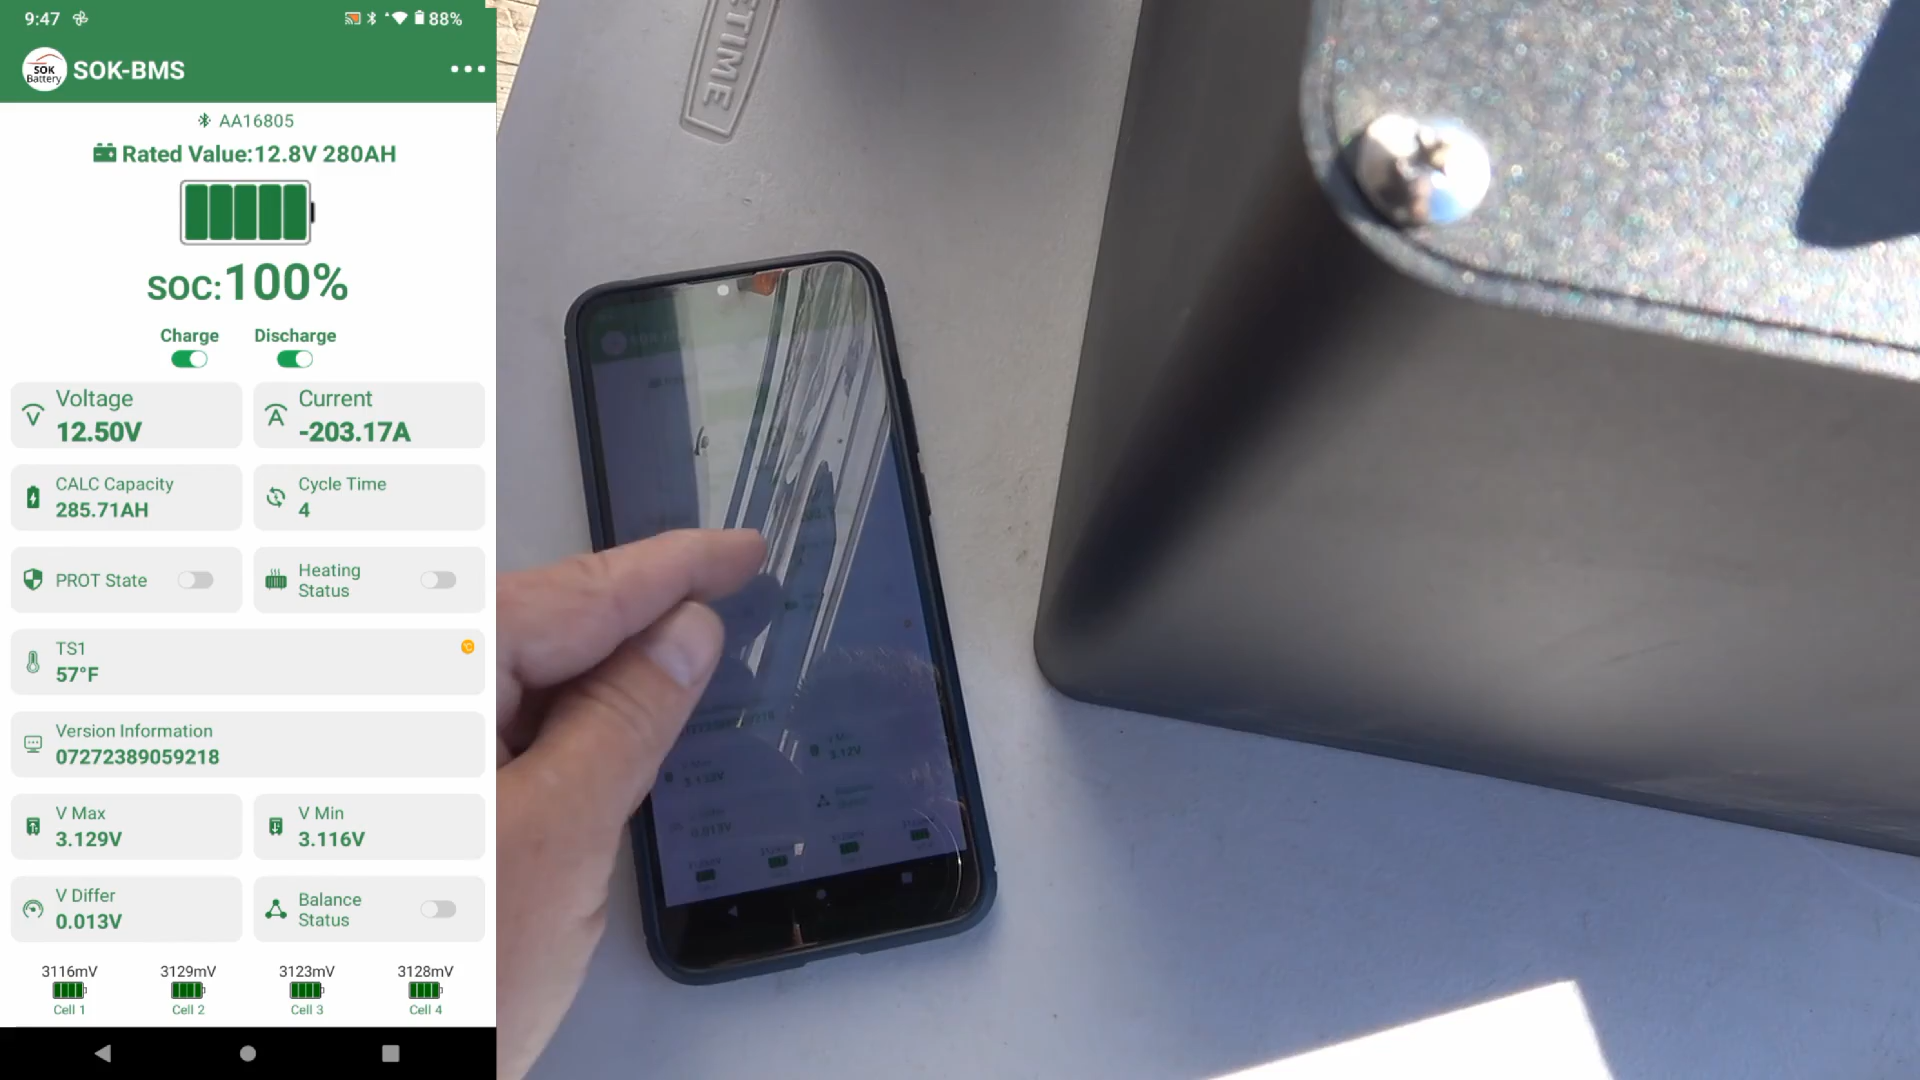 9:47
88%
SOK
Battery
SOK-BMS
AA16805
Rated Value:12.8V 280AH
SOC:100%
Charge
Discharge
Voltage
12.50V
Current
-203.17A
CALC Capacity
285.71AH
Cycle Time
4
PROT State
Heating
Status
TS1
57°F
Version Information
07272389059218
V Max
3.129V
V Min
3.116V
V Differ
0.013V
Balance
Status
3116mV
3129mV
3123mV
3128mV
Cell 1
Cell 2
Cell 3
Cell 4
ETIME
3.12V